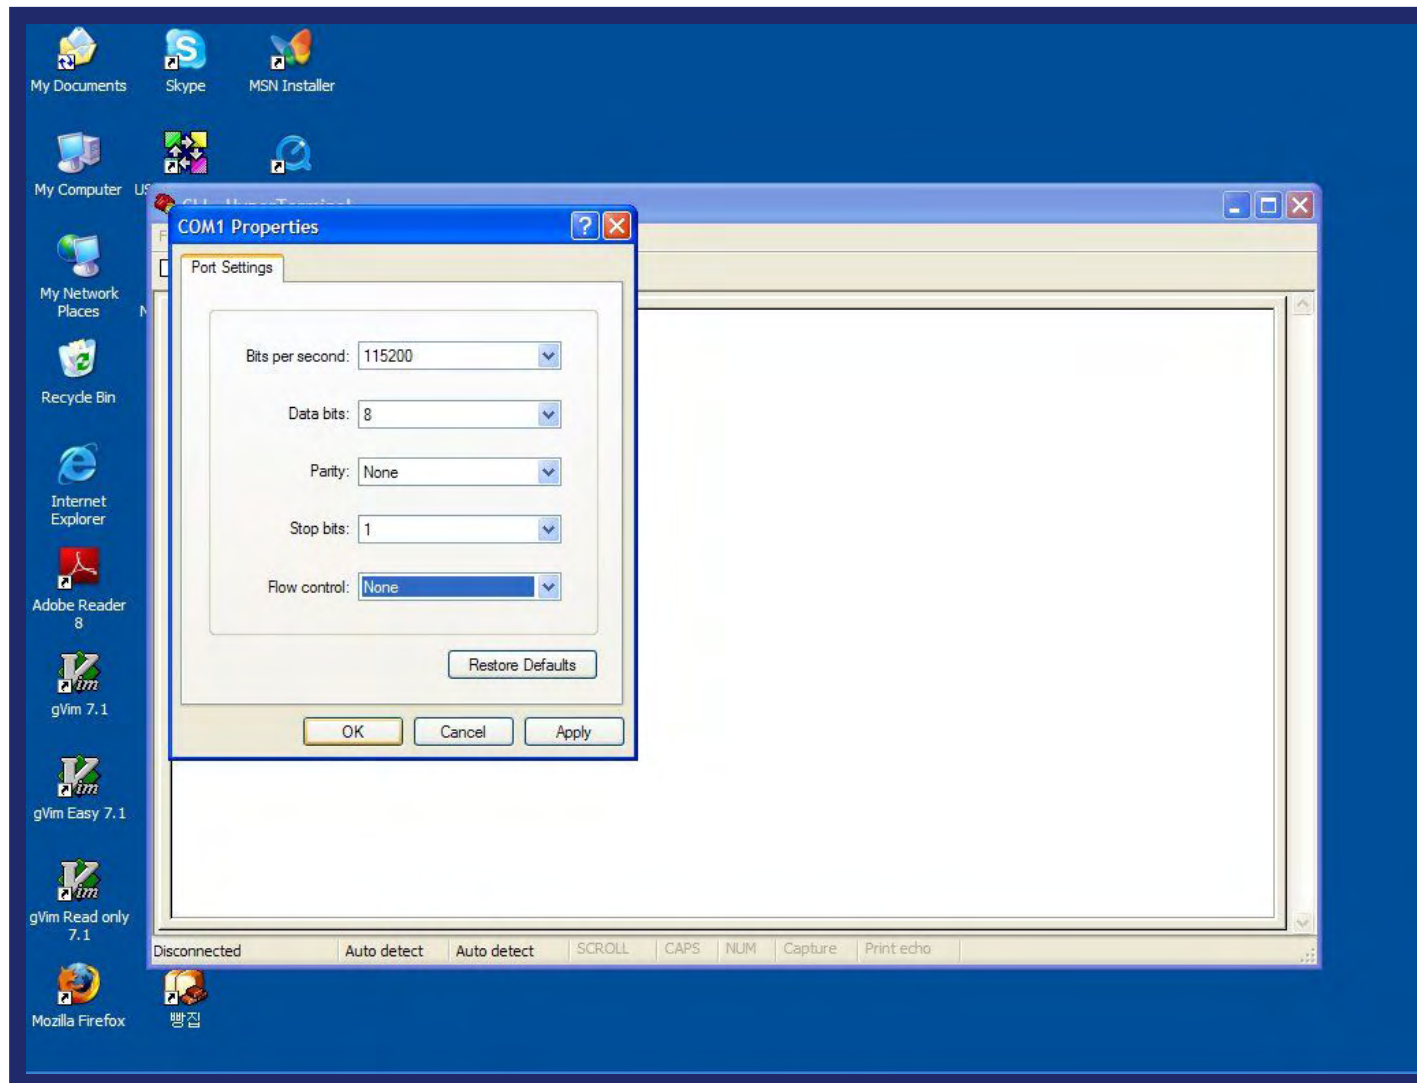 My Documents
Skype
MSN Installer
My Computer
COM1 Properties
Port Settings
My Network
Places
Bits per second: 115200
Recycle Bin
Data bits: 8
Parity: None
Internet
Explorer
Stop bits: 1
Flow control: None
Adobe Reader
8
Restore Defaults
gVim 7.1
OK
Cancel
Apply
gVim Easy 7.1
gVim Read only
7.1
Disconnected
Auto detect
Auto detect
SCROLL
CAPS
NUM
Capture
Print echo
Mozilla Firefox
빵집